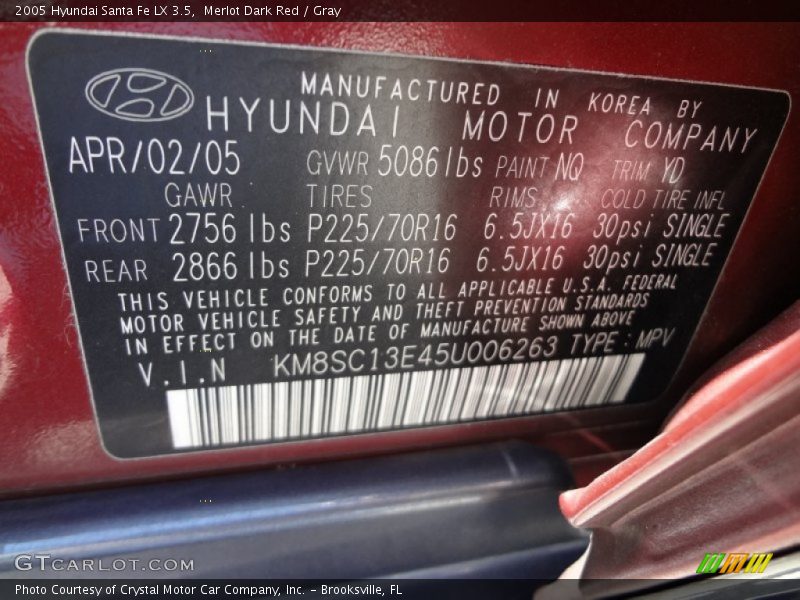 2005 Hyundai Santa Fe LX 3.5,  Merlot Dark Red / Gray
MANUFACTURED IN KOREA BY
HYUNDAI MOTOR COMPANY
APR/02/05 GVWR 5086 lbs PAINT NQ TRIM YD
GAWR TIRES RIMS COLD TIRE INFL
FRONT 2756 lbs P225/70R16 6.5JX16 30psi SINGLE
REAR 2866 lbs P225/70R16 6.5JX16 30psi SINGLE
THIS VEHICLE CONFORMS TO ALL APPLICABLE U.S.A. FEDERAL
MOTOR VEHICLE SAFETY AND THEFT PREVENTION STANDARDS
IN EFFECT ON THE DATE OF MANUFACTURE SHOWN ABOVE
V.I.N KM8SC13E45U006263 TYPE : MPV
GTCARLOT.COM
Photo Courtesy of Crystal Motor Car Company, Inc. – Brooksville, FL